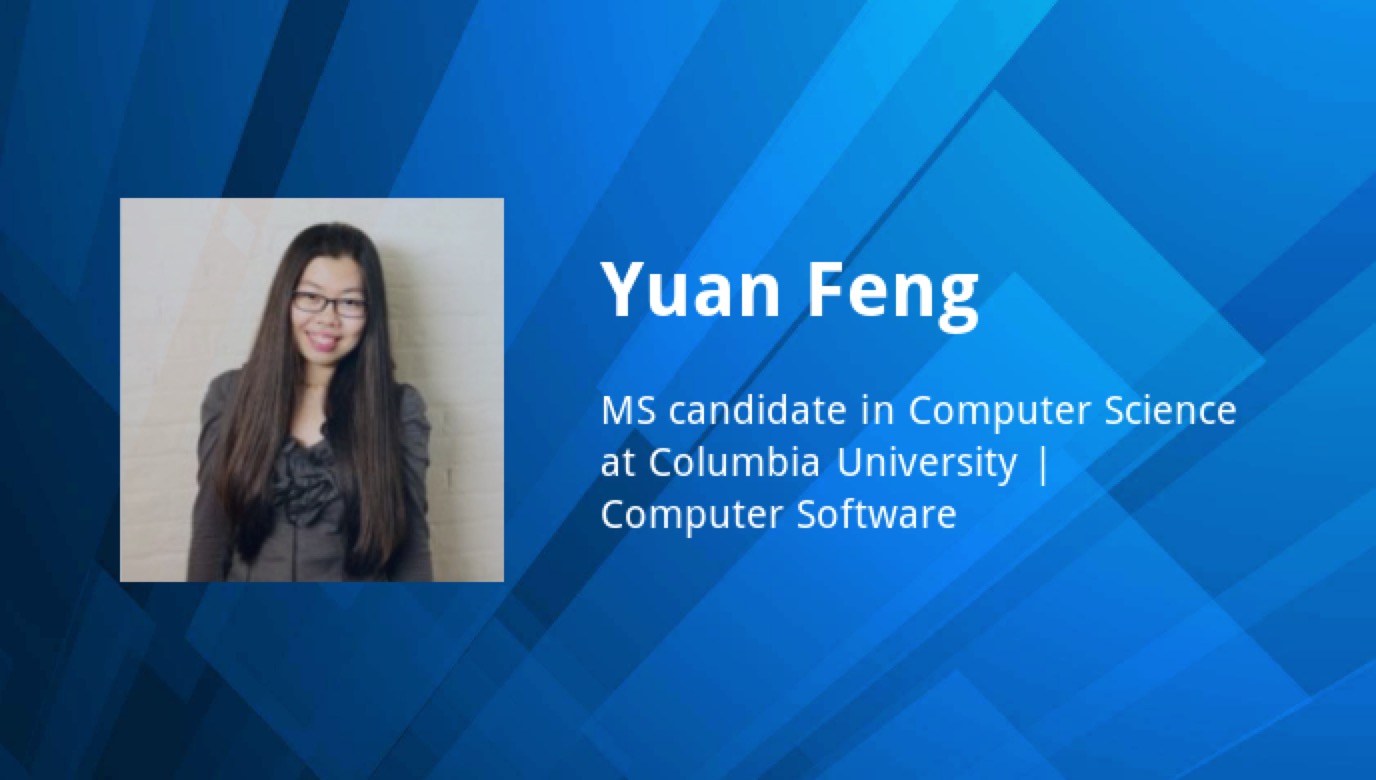 Yuan Feng
MS candidate in Computer Science
at Columbia University |
Computer Software